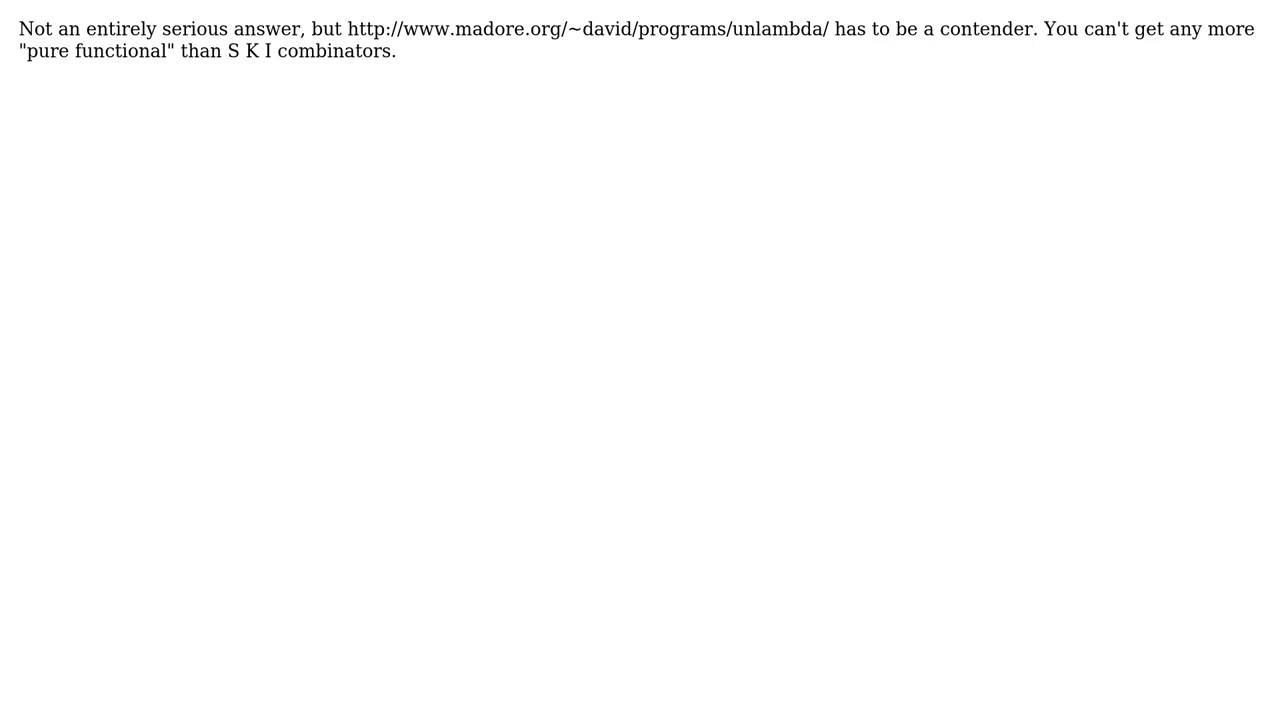 Not an entirely serious answer, but http://www.madore.org/~david/programs/unlambda/ has to be a contender. You can't get any more
"pure functional" than S K I combinators.